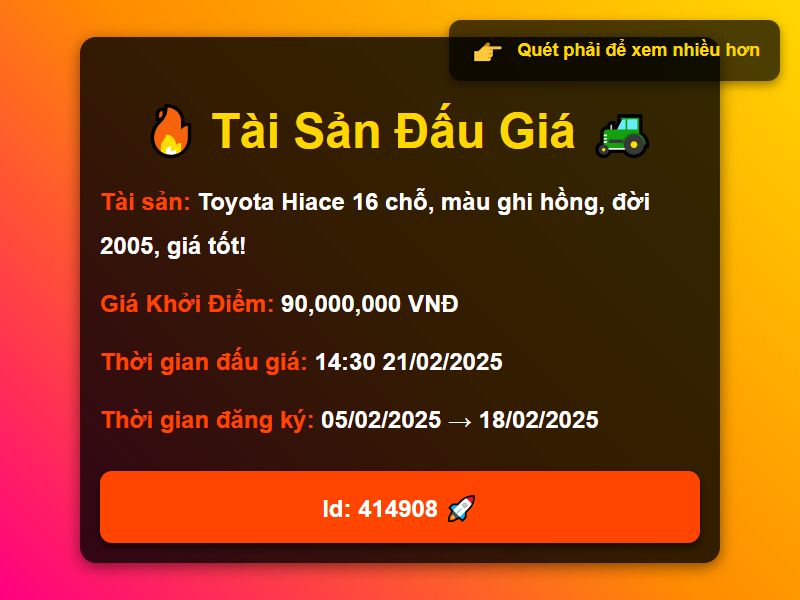 Quét phải để xem nhiều hơn
Tài Sản Đấu Giá
Tài sản: Toyota Hiace 16 chỗ, màu ghi hồng, đời
2005, giá tốt!
Giá Khởi Điểm: 90,000,000 VNĐ
Thời gian đấu giá: 14:30 21/02/2025
Thời gian đăng ký: 05/02/2025 → 18/02/2025
Id: 414908